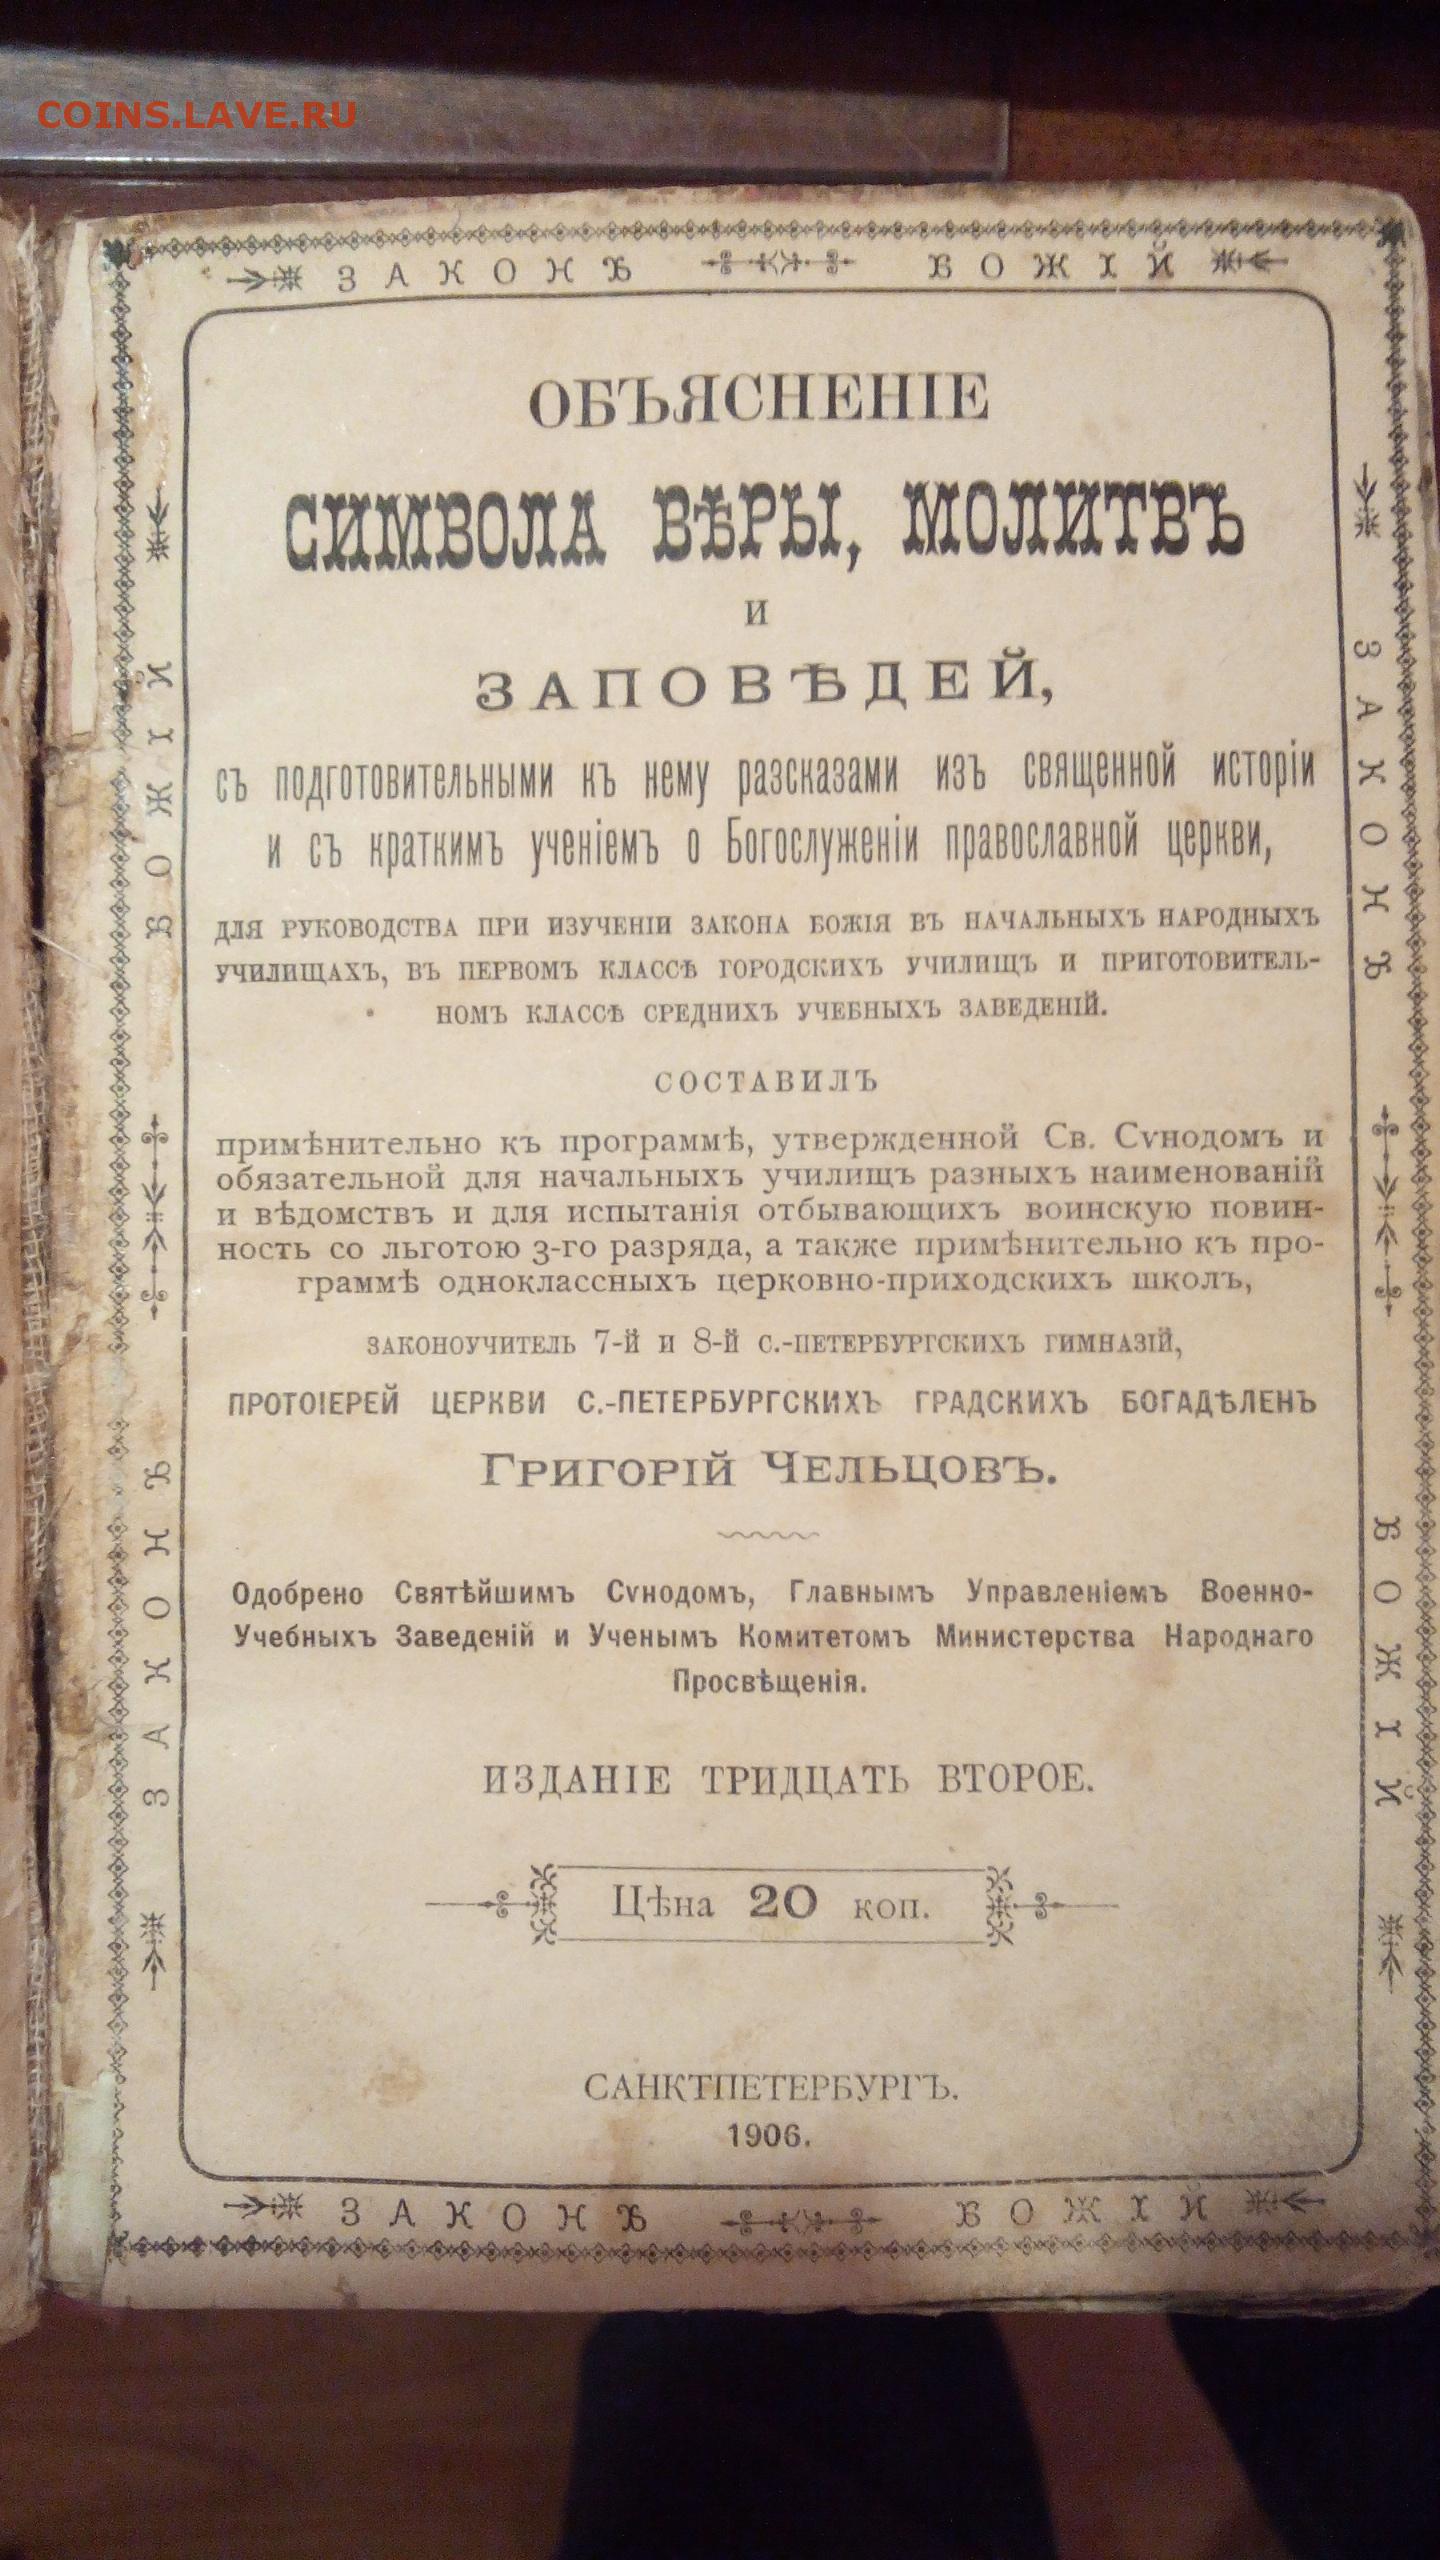 COINS.LAVE.RU
ЗАКОНЪ БОЖІЙ
ОБЪЯСНЕНІЕ
СИМВОЛА ВѢРЫ, МОЛИТВЪ
И
ЗАПОВѢДЕЙ,
съ подготовительными къ нему разсказами изъ священной исторіи
и съ краткимъ ученіемъ о Богослуженіи православной церкви,
ДЛЯ РУКОВОДСТВА ПРИ ИЗУЧЕНІИ ЗАКОНА БОЖІЯ ВЪ НАЧАЛЬНЫХЪ НАРОДНЫХЪ
УЧИЛИЩАХЪ, ВЪ ПЕРВОМЪ КЛАССѢ ГОРОДСКИХЪ УЧИЛИЩЪ И ПРИГОТОВИТЕЛЬ-
НОМЪ КЛАССѢ СРЕДНИХЪ УЧЕБНЫХЪ ЗАВЕДЕНІЙ.
СОСТАВИЛЪ
примѣнительно къ программѣ, утвержденной Св. Сѵнодомъ и
обязательной для начальныхъ училищъ разныхъ наименованій
и вѣдомствъ и для испытанія отбывающихъ воинскую повин-
ность со льготою 3-го разряда, а также примѣнительно къ про-
граммѣ одноклассныхъ церковно-приходскихъ школъ,
ЗАКОНОУЧИТЕЛЬ 7-Й И 8-Й С.-ПЕТЕРБУРГСКИХЪ ГИМНАЗІЙ,
ПРОТОІЕРЕЙ ЦЕРКВИ С.-ПЕТЕРБУРГСКИХЪ ГРАДСКИХЪ БОГАДѢЛЕНЪ
ГРИГОРІЙ ЧЕЛЬЦОВЪ.
Одобрено Святѣйшимъ Сѵнодомъ, Главнымъ Управленіемъ Военно-
Учебныхъ Заведеній и Ученымъ Комитетомъ Министерства Народнаго
Просвѣщенія.
ИЗДАНІЕ ТРИДЦАТЬ ВТОРОЕ.
Цѣна 20 коп.
САНКТПЕТЕРБУРГЪ.
1906.
ЗАКОНЪ БОЖІЙ
ЗАКОНЪ БОЖІЙ
ЗАКОНЪ БОЖІЙ